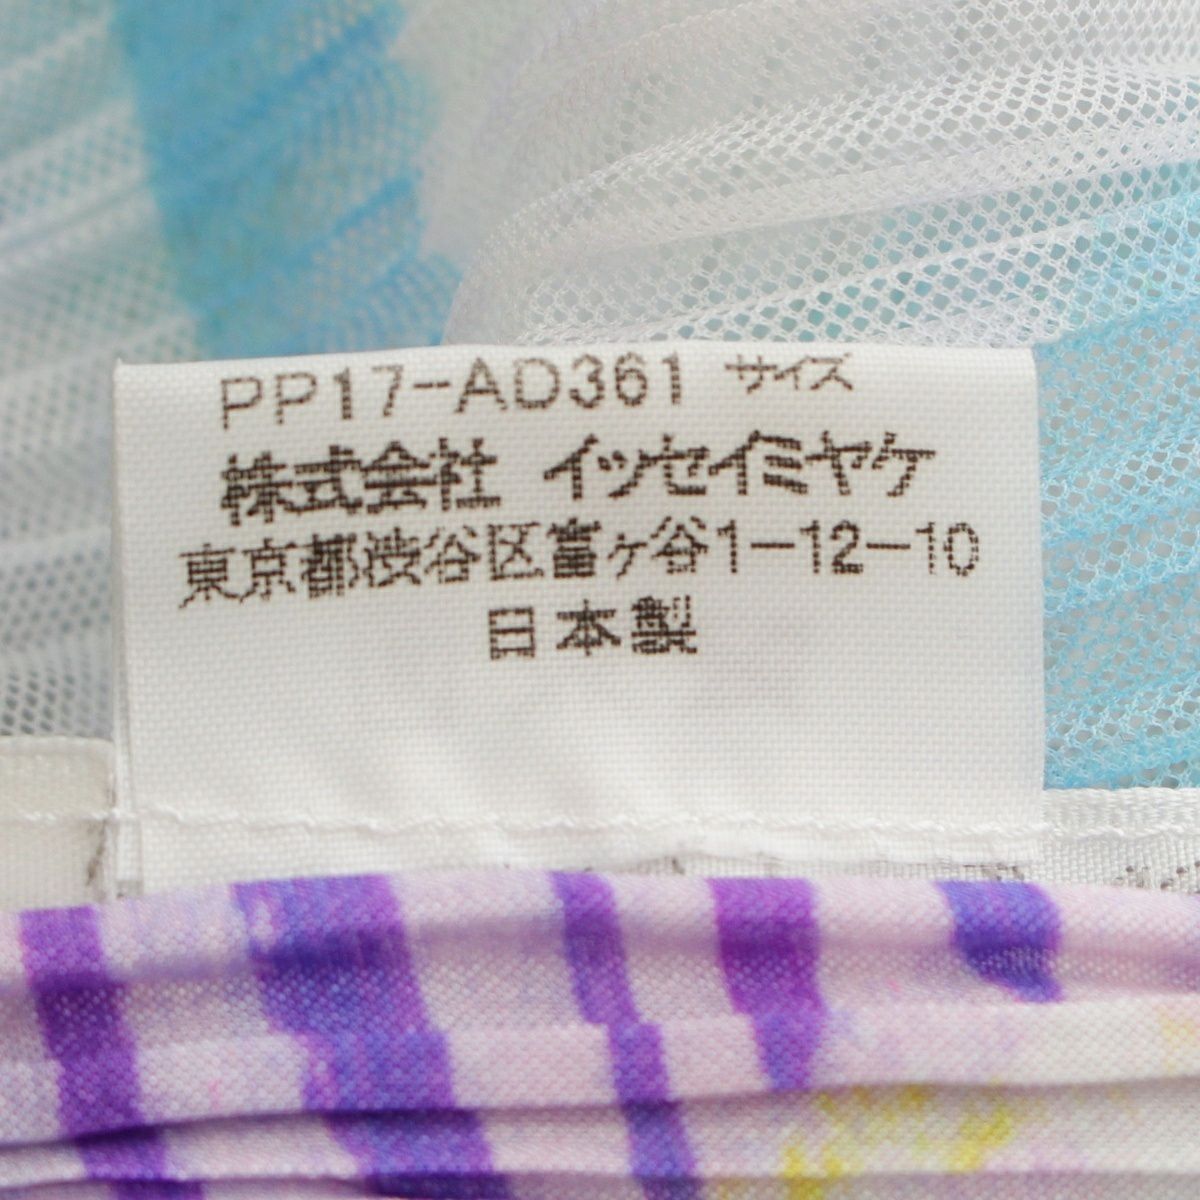 PP17-AD361 サイズ
株式会社 イッセイミヤケ
東京都渋谷区富ヶ谷1-12-10
日本製